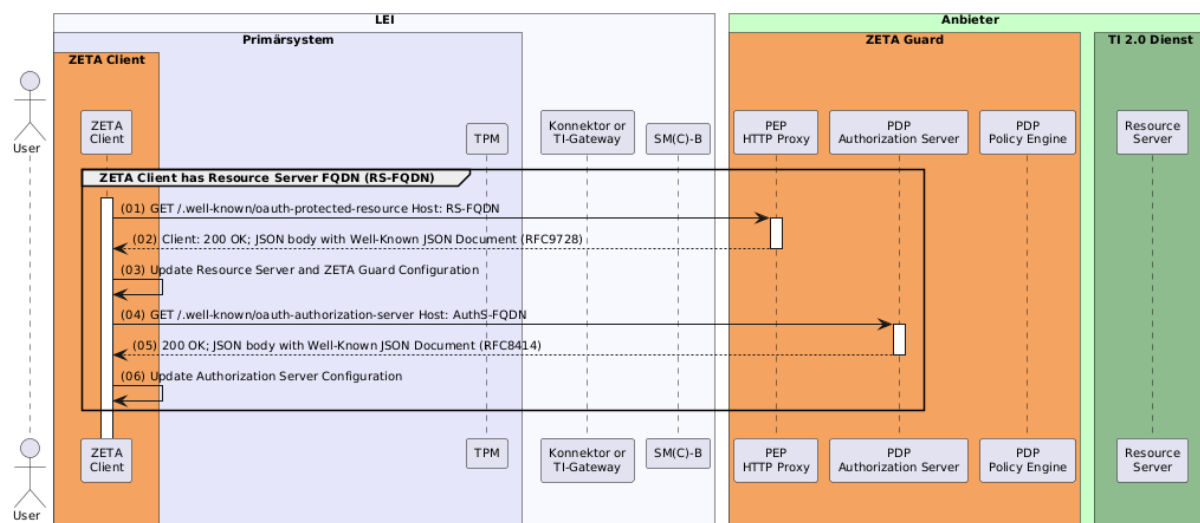 LEI
Anbieter
Primärsystem
ZETA Guard
TI 2.0 Dienst
ZETA Client
User
ZETA
Client
TPM
Konnektor or
TI-Gateway
SM(C)-B
PEP
HTTP Proxy
PDP
Authorization Server
PDP
Policy Engine
Resource
Server
ZETA Client has Resource Server FQDN (RS-FQDN)
(01) GET /.well-known/oauth-protected-resource Host: RS-FQDN
(02) Client: 200 OK; JSON body with Well-Known JSON Document (RFC9728)
(03) Update Resource Server and ZETA Guard Configuration
(04) GET /.well-known/oauth-authorization-server Host: AuthS-FQDN
(05) 200 OK; JSON body with Well-Known JSON Document (RFC8414)
(06) Update Authorization Server Configuration
User
ZETA
Client
TPM
Konnektor or
TI-Gateway
SM(C)-B
PEP
HTTP Proxy
PDP
Authorization Server
PDP
Policy Engine
Resource
Server